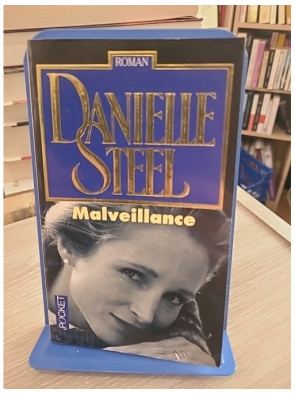 ROMAN
DANIELLE
STEEL
Malveillance
POCKET